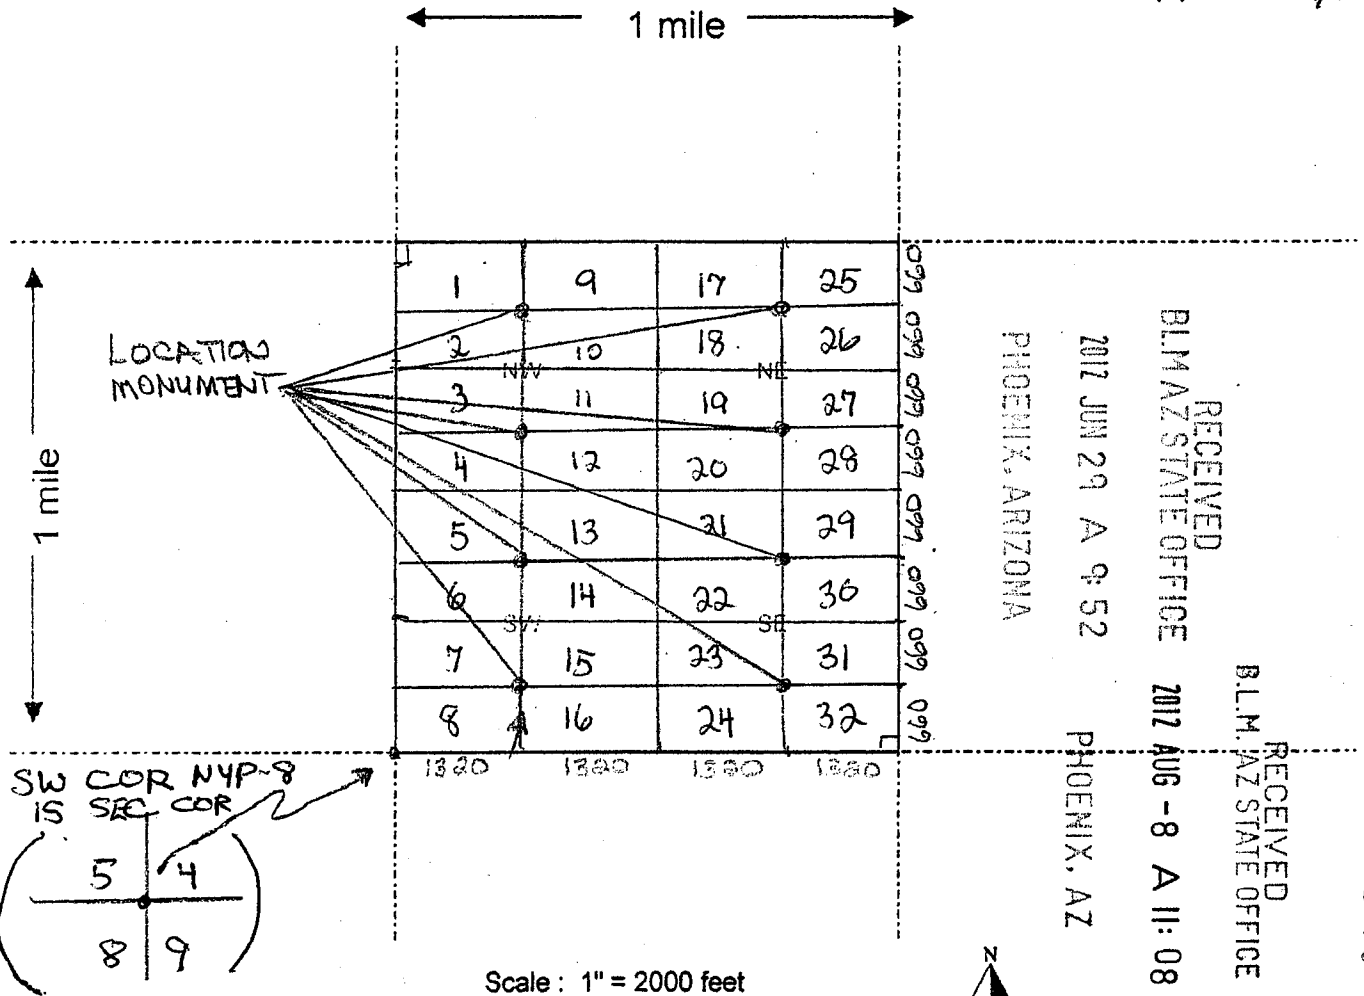 1 mile
1 9 17 25
2 10 18 26
NW NE
3 11 19 27
4 12 20 28
5 13 21 29
6 14 22 30
SW SE
7 15 23 31
8 16 24 32
660
660
660
660
660
660
660
660
1320 1320 1320 1320
LOCATION
MONUMENT
1 mile
SW COR NYP-8
IS SEC COR
5 4
8 9
Scale : 1" = 2000 feet
N
RECEIVED
B.L.M. AZ STATE OFFICE
2012 JUN 29 A 9:52
PHOENIX, ARIZONA
RECEIVED
B.L.M. AZ STATE OFFICE
2012 AUG -8 A 11: 08
PHOENIX, AZ